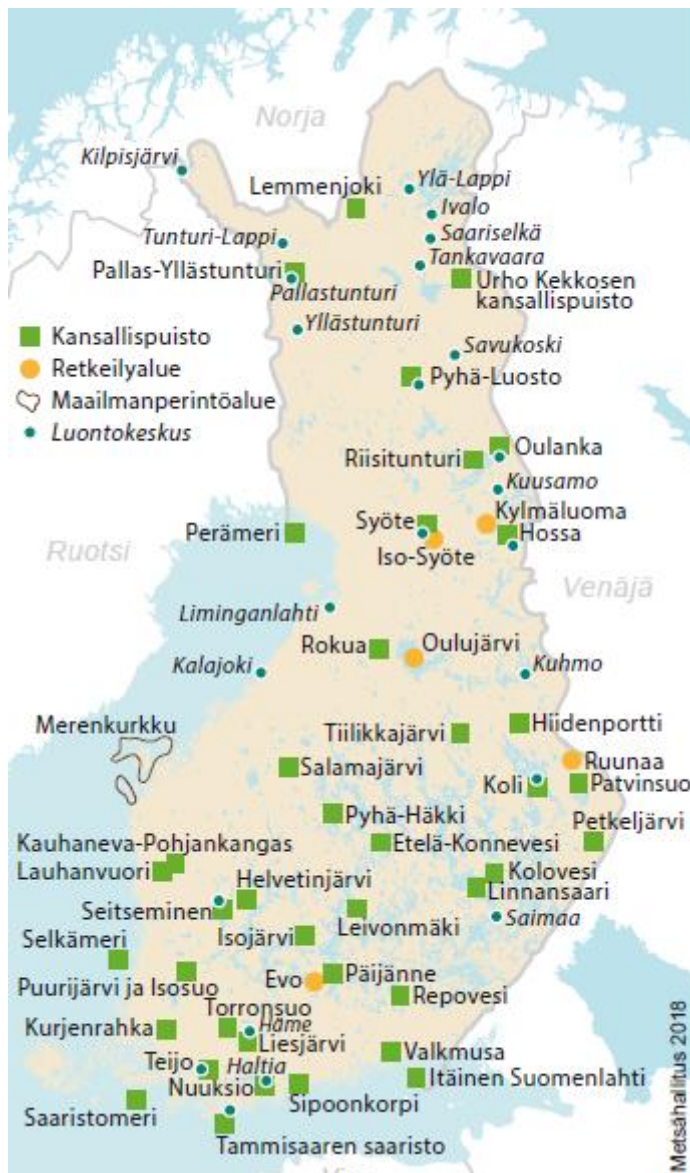 Norja
Kilpisjärvi
Ylä-Lappi
Lemmenjoki
Ivalo
Saariselkä
Tunturi-Lappi
Tankavaara
Pallas-Yllästunturi
Urho Kekkosen
kansallispuisto
Pallastunturi
Yllästunturi
Kansallispuisto
Retkeilyalue
Maailmanperintöalue
Luontokeskus
Savukoski
Pyhä-Luosto
Oulanka
Riisitunturi
Kuusamo
Kylmäluoma
Syöte
Perämeri
Hossa
Iso-Syöte
Ruotsi
Venäjä
Liminganlahti
Rokua
Oulujärvi
Kalajoki
Kuhmo
Merenkurkku
Hiidenportti
Tiilikkajärvi
Ruunaa
Salamajärvi
Koli
Patvinsuo
Pyhä-Häkki
Petkeljärvi
Kauhaneva-Pohjankangas
Etelä-Konnevesi
Lauhanvuori
Kolovesi
Helvetinjärvi
Linnansaari
Seitseminen
Leivonmäki
Saimaa
Isojärvi
Selkämeri
Evo
Päijänne
Puurijärvi ja Isosuo
Repovesi
Torronsuo
Kurjenrahka
Häme
Liesjärvi
Valkmusa
Teijo
Haltia
Itäinen Suomenlahti
Nuuksio
Sipoonkorpi
Saaristomeri
Tammisaaren saaristo
Metsähallitus 2018